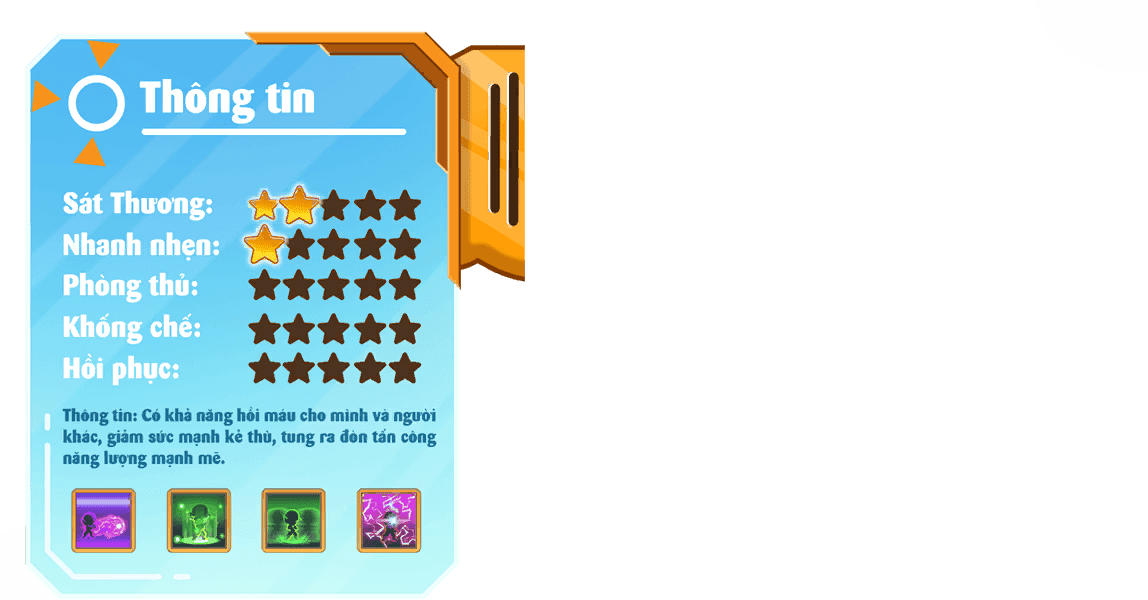 Thông tin
Sát Thương:
Nhanh nhẹn:
Phòng thủ:
Khống chế:
Hồi phục:
Thông tin: Có khả năng hồi máu cho mình và người
khác, giảm sức mạnh kẻ thù, tung ra đòn tấn công
năng lượng mạnh mẽ.